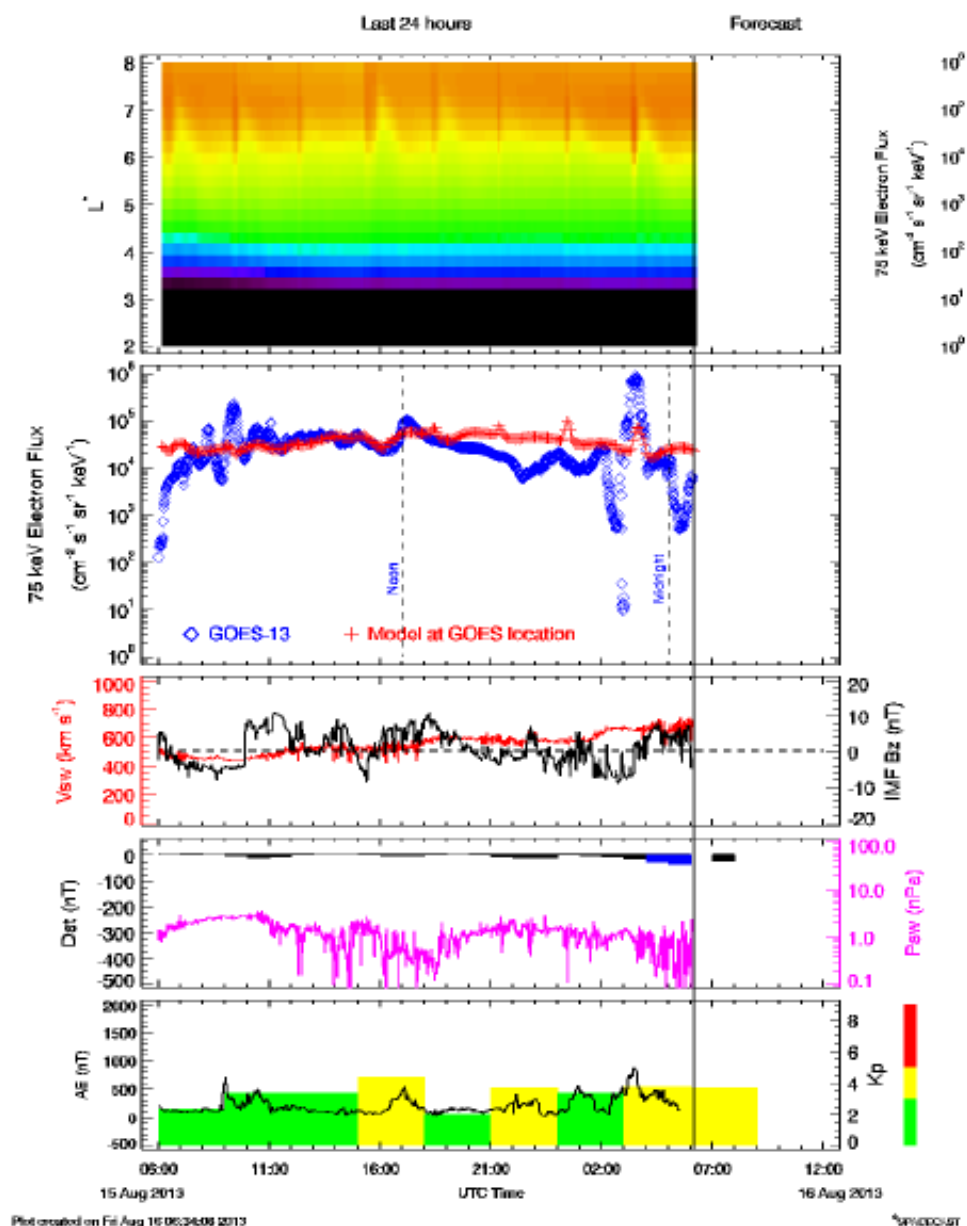 Last 24 hours Forecast
8
7
6
5
4
3
2
L*
75 keV Electron Flux
(cm⁻² s⁻¹ sr⁻¹ keV⁻¹)
10²
10⁴
10³
10²
10¹
10⁰
75 keV Electron Flux
(cm⁻² s⁻¹ sr⁻¹ keV⁻¹)
10⁵
10⁴
10³
10²
10¹
10⁰
Noon
Midnight
GOES-13
Model at GOES location
Vsw (km s⁻¹)
1000
800
600
400
200
0
20
10
0
-10
-20
IMF Bz (nT)
Dst (nT)
0
-100
-200
-300
-400
-500
100.0
10.0
1.0
0.1
Psw (nPa)
AE (nT)
2000
1500
1000
500
0
-500
8
6
4
2
0
Kp
11:00 16:00 21:00 02:00 07:00 12:00
15 Aug 2013 UTC Time 16 Aug 2013
Plot created on Fri Aug 16 06:34:06 2013